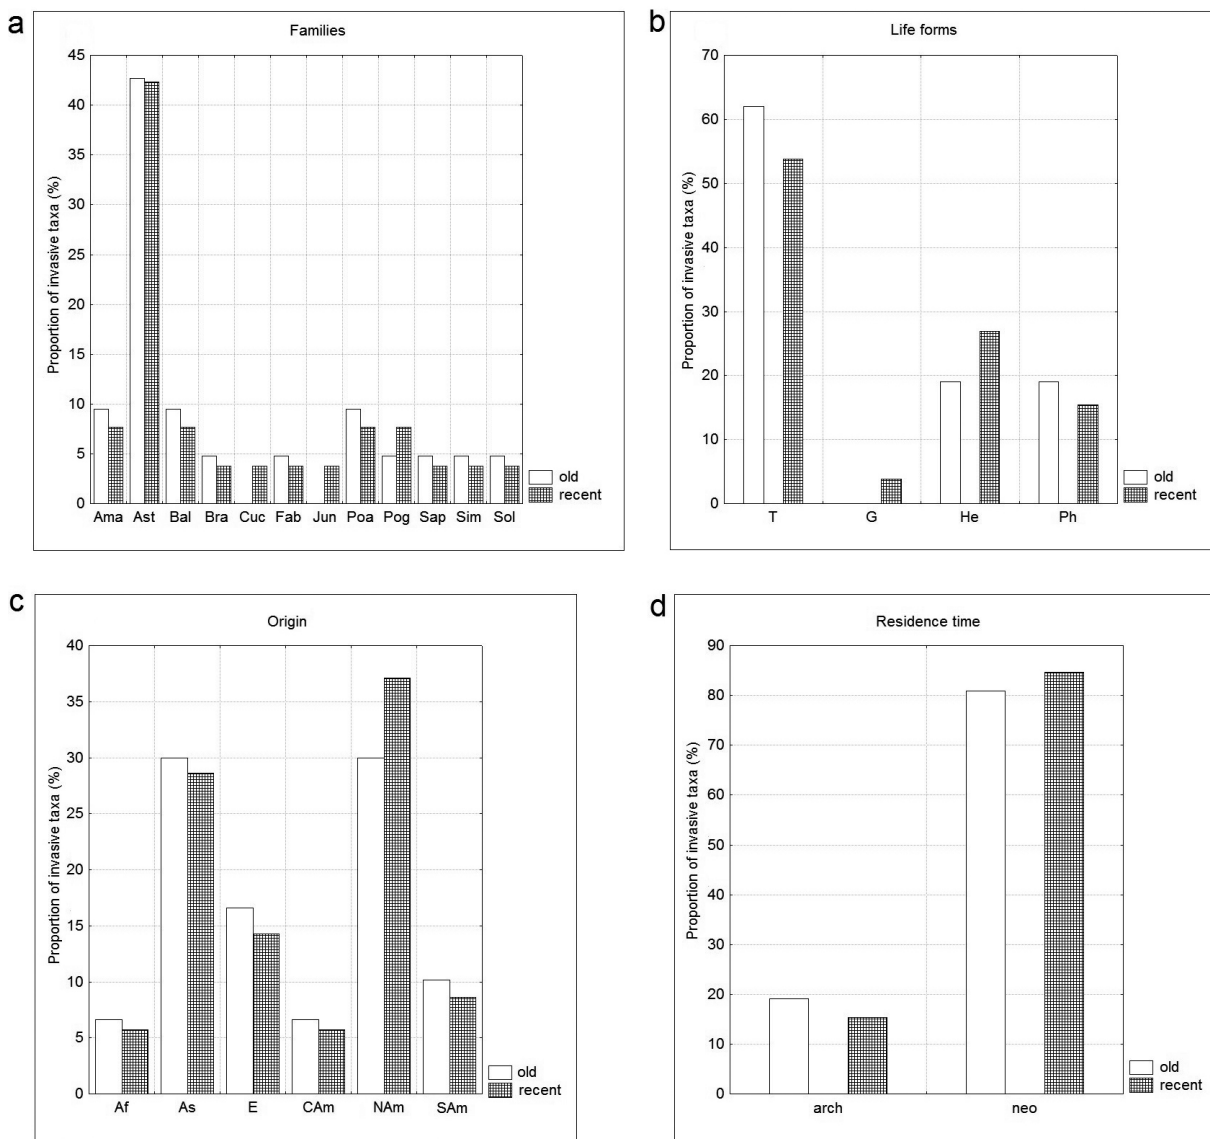 a
Families
Proportion of invasive taxa (%)
45
40
35
30
25
20
15
10
5
0
Ama Ast Bal Bra Cuc Fab Jun Poa Pog Sap Sim Sol
old
recent
b
Life forms
Proportion of invasive taxa (%)
70
60
50
40
30
20
10
0
T G He Ph
old
recent
c
Origin
Proportion of invasive taxa (%)
40
35
30
25
20
15
10
5
0
Af As E CAm NAm SAm
old
recent
d
Residence time
Proportion of invasive taxa (%)
90
80
70
60
50
40
30
20
10
0
arch neo
old
recent